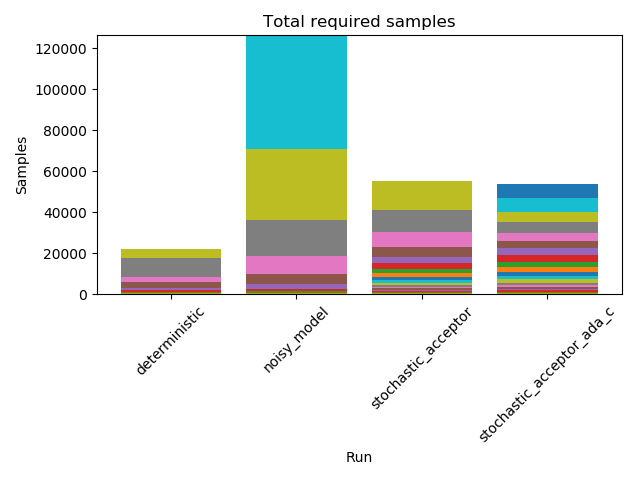 Total required samples
120000
100000
80000
60000
40000
20000
0
Samples
deterministic
noisy_model
stochastic_acceptor
stochastic_acceptor_ada_c
Run